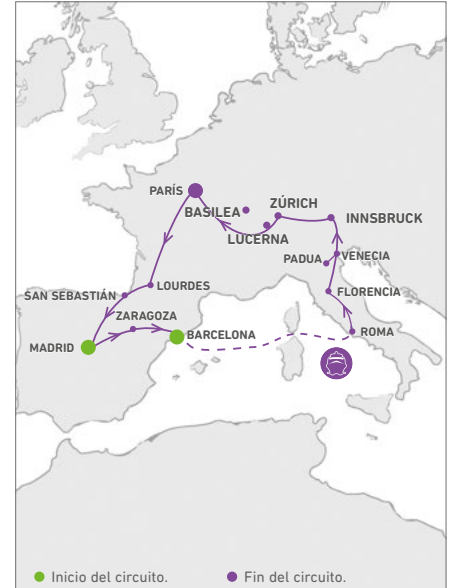 PARÍS
BASILEA
ZÚRICH
INNSBRUCK
LUCERNA
PADUA
VENECIA
SAN SEBASTIÁN
LOURDES
FLORENCIA
ZARAGOZA
MADRID
BARCELONA
ROMA
Inicio del circuito.
Fin del circuito.